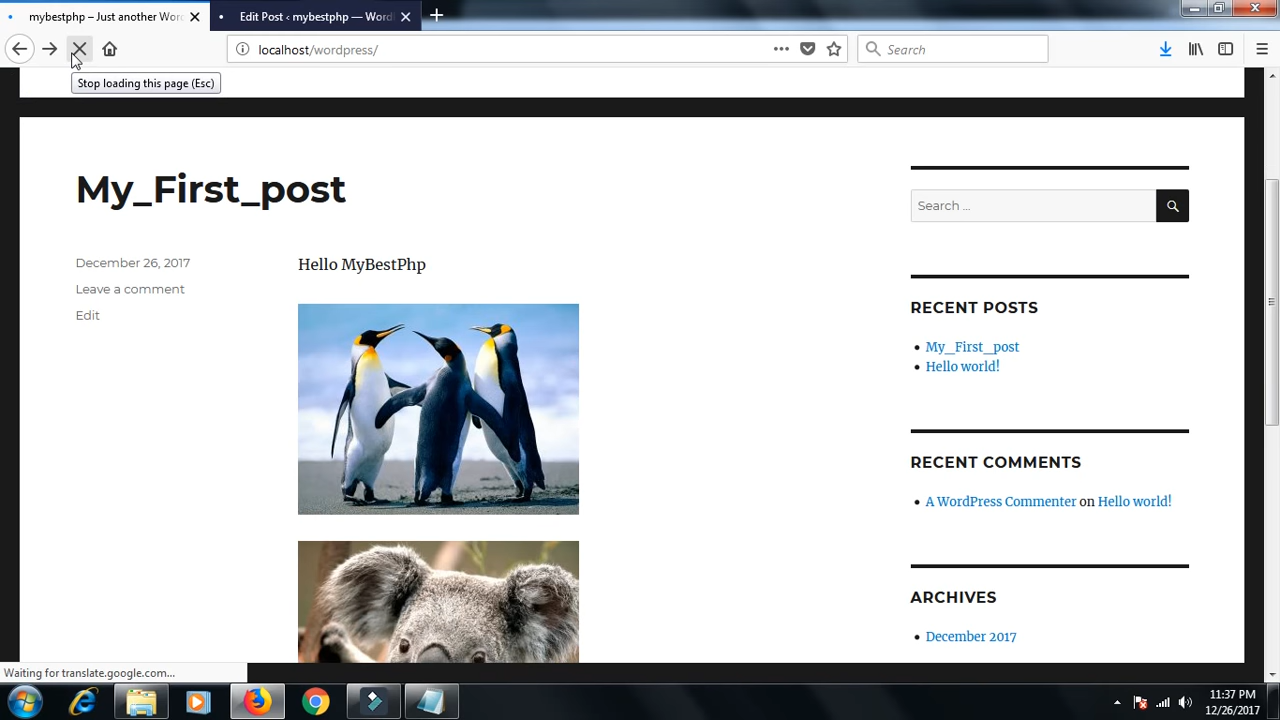 mybestphp – Just another Wor
Edit Post ‹ mybestphp — Word
localhost/wordpress/
Search
Stop loading this page (Esc)
My_First_post
December 26, 2017
Leave a comment
Edit
Hello MyBestPhp
Search ...
RECENT POSTS
My_First_post
Hello world!
RECENT COMMENTS
A WordPress Commenter on Hello world!
ARCHIVES
December 2017
Waiting for translate.google.com...
11:37 PM
12/26/2017